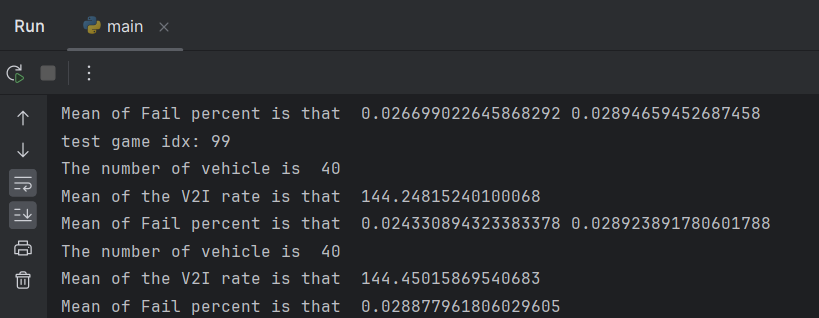 Run main
Mean of Fail percent is that  0.026699022645868292 0.02894659452687458
test game idx: 99
The number of vehicle is  40
Mean of the V2I rate is that  144.24815240100068
Mean of Fail percent is that  0.024330894323383378 0.028923891780601788
The number of vehicle is  40
Mean of the V2I rate is that  144.45015869540683
Mean of Fail percent is that  0.028877961806029605